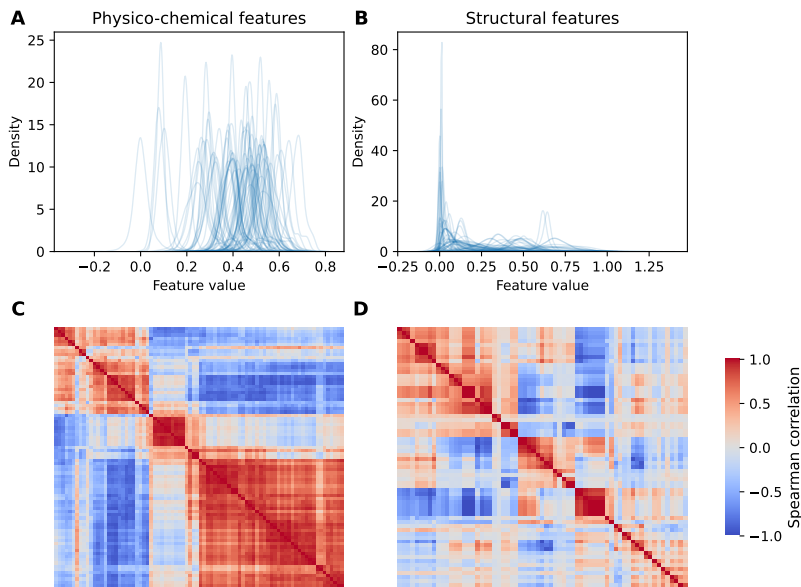 A
Physico-chemical features
25
20
15
10
5
0
Density
−0.2
0.0
0.2
0.4
0.6
0.8
Feature value
B
Structural features
80
60
40
20
0
Density
−0.25
0.00
0.25
0.50
0.75
1.00
1.25
Feature value
C
D
1.0
0.5
0.0
−0.5
−1.0
Spearman correlation